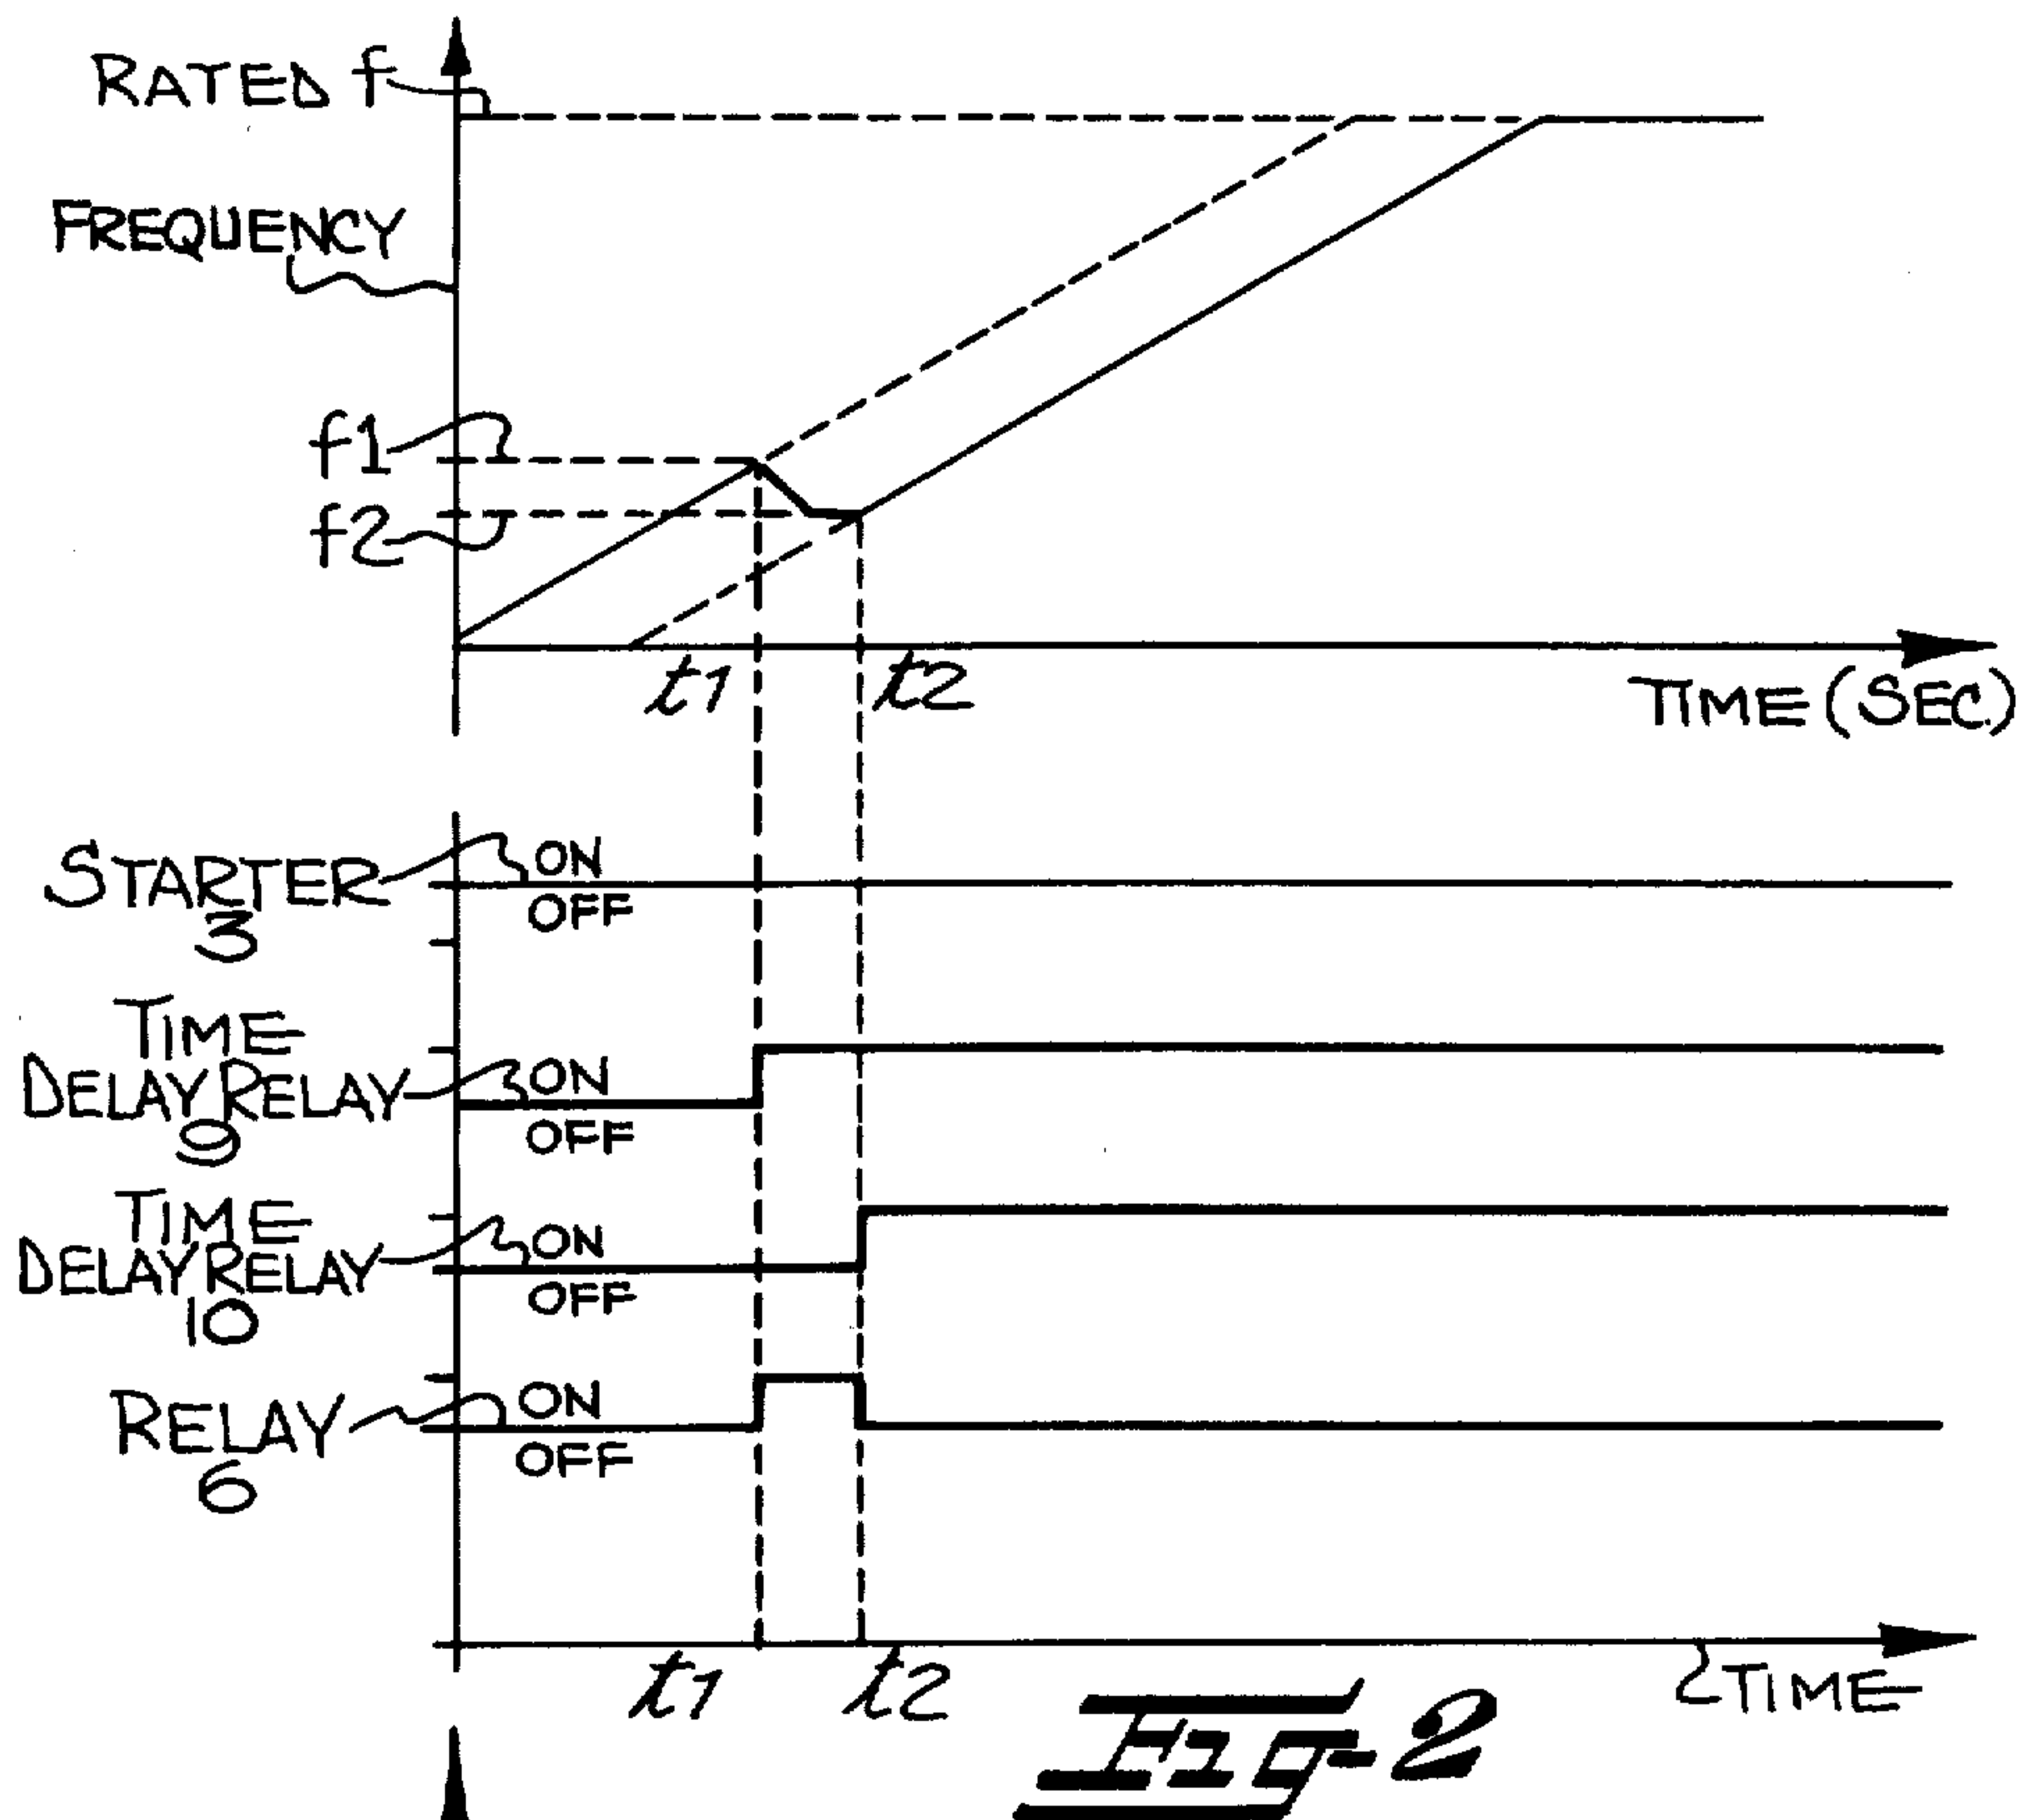 RATED f
FREQUENCY
f1
f2
t1
t2
TIME (SEC.)
STARTER
3
ON
OFF
TIME
DELAY RELAY
9
ON
OFF
TIME
DELAY RELAY
10
ON
OFF
RELAY
6
ON
OFF
t1
t2
TIME
Fig-2